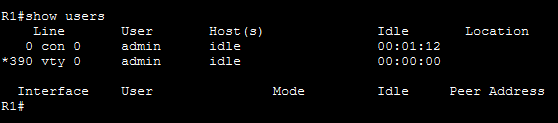 R1#show users
    Line       User       Host(s)              Idle       Location
   0 con 0     admin      idle                 00:01:12
*390 vty 0     admin      idle                 00:00:00

  Interface    User               Mode         Idle     Peer Address
R1#